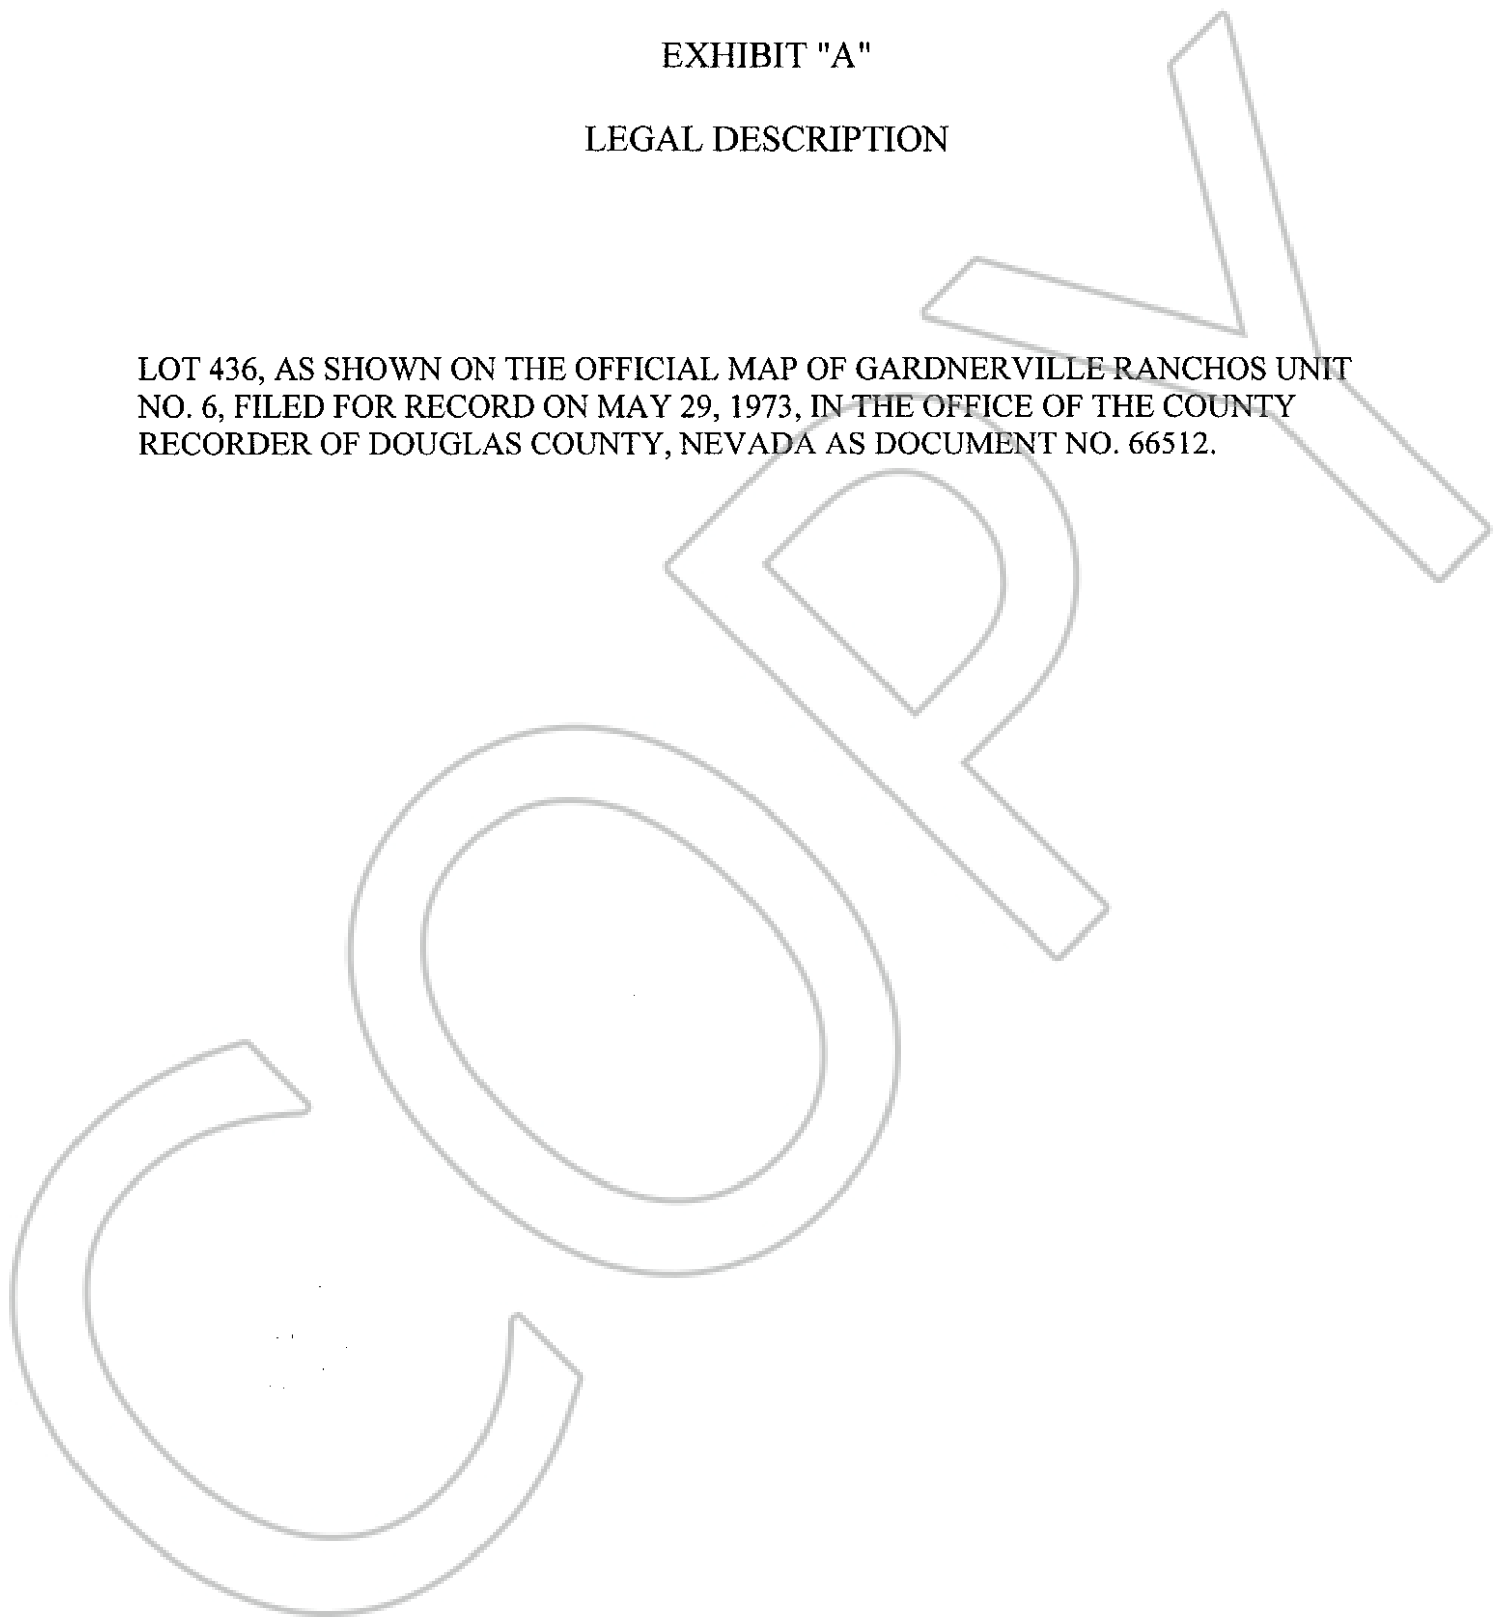 EXHIBIT "A"
LEGAL DESCRIPTION
LOT 436, AS SHOWN ON THE OFFICIAL MAP OF GARDNERVILLE RANCHOS UNIT
NO. 6, FILED FOR RECORD ON MAY 29, 1973, IN THE OFFICE OF THE COUNTY
RECORDER OF DOUGLAS COUNTY, NEVADA AS DOCUMENT NO. 66512.
COPY